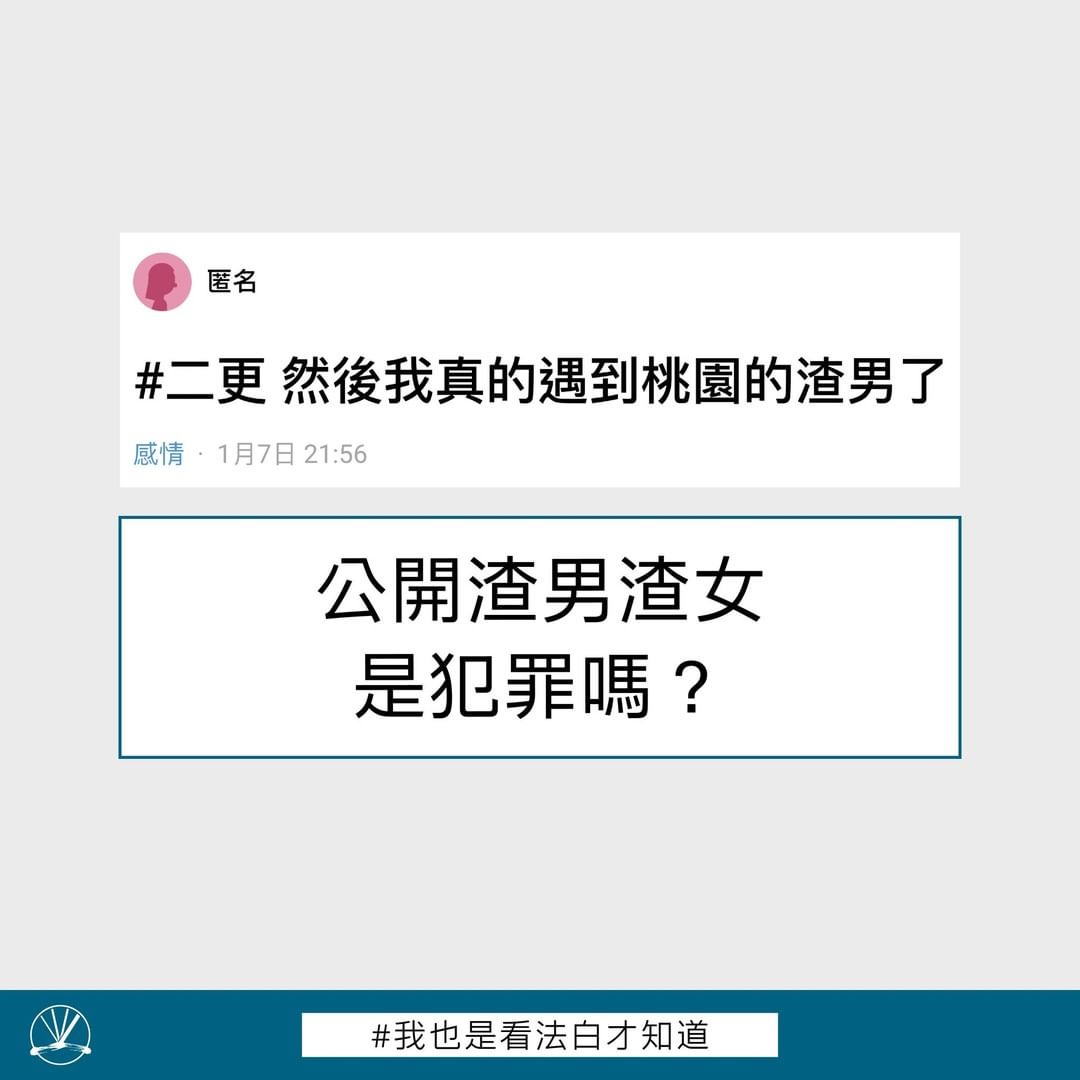 匿名
#二更 然後我真的遇到桃園的渣男了
感情 · 1月7日 21:56
公開渣男渣女
是犯罪嗎？
#我也是看法白才知道